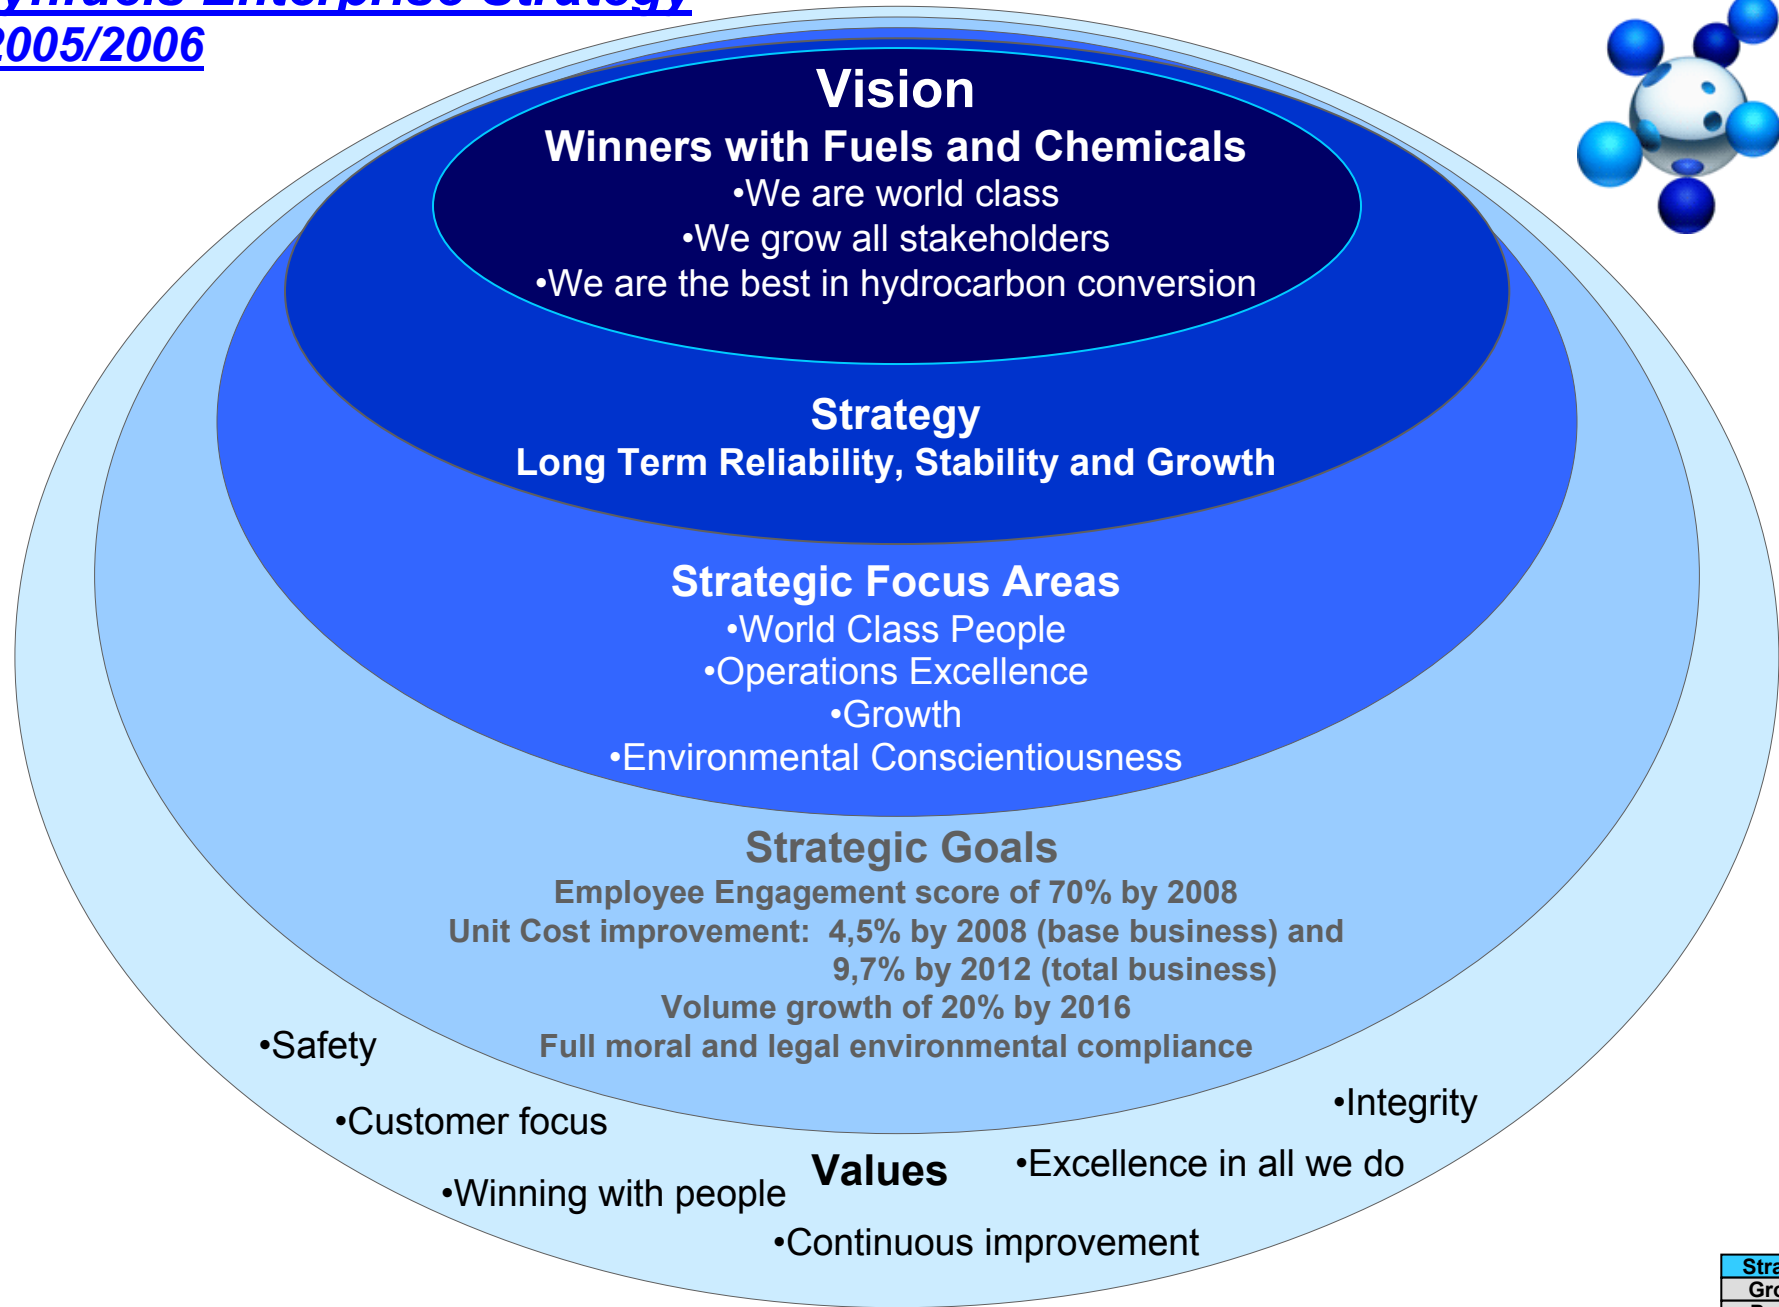 Enterprise Strategy
2005/2006
Vision
Winners with Fuels and Chemicals
•We are world class
•We grow all stakeholders
•We are the best in hydrocarbon conversion
Strategy
Long Term Reliability, Stability and Growth
Strategic Focus Areas
•World Class People
•Operations Excellence
•Growth
•Environmental Conscientiousness
Strategic Goals
Employee Engagement score of 70% by 2008
Unit Cost improvement: 4,5% by 2008 (base business) and
9,7% by 2012 (total business)
Volume growth of 20% by 2016
Full moral and legal environmental compliance
•Safety
•Customer focus
•Winning with people
Values
•Continuous improvement
•Excellence in all we do
•Integrity